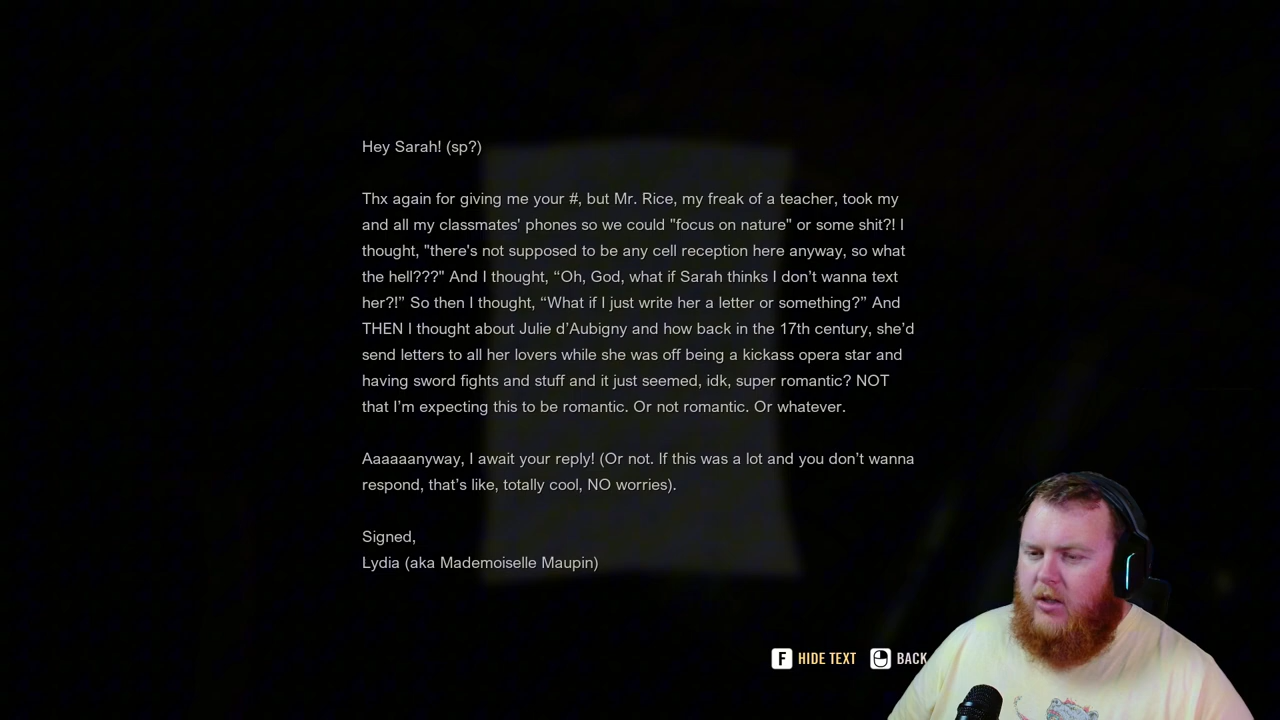 Hey Sarah! (sp?)
Thx again for giving me your #, but Mr. Rice, my freak of a teacher, took my
and all my classmates' phones so we could "focus on nature" or some shit?! I
thought, "there's not supposed to be any cell reception here anyway, so what
the hell???" And I thought, “Oh, God, what if Sarah thinks I don’t wanna text
her?!” So then I thought, “What if I just write her a letter or something?” And
THEN I thought about Julie d’Aubigny and how back in the 17th century, she’d
send letters to all her lovers while she was off being a kickass opera star and
having sword fights and stuff and it just seemed, idk, super romantic? NOT
that I’m expecting this to be romantic. Or not romantic. Or whatever.
Aaaaaanyway, I await your reply! (Or not. If this was a lot and you don’t wanna
respond, that’s like, totally cool, NO worries).
Signed,
Lydia (aka Mademoiselle Maupin)
F HIDE TEXT BACK